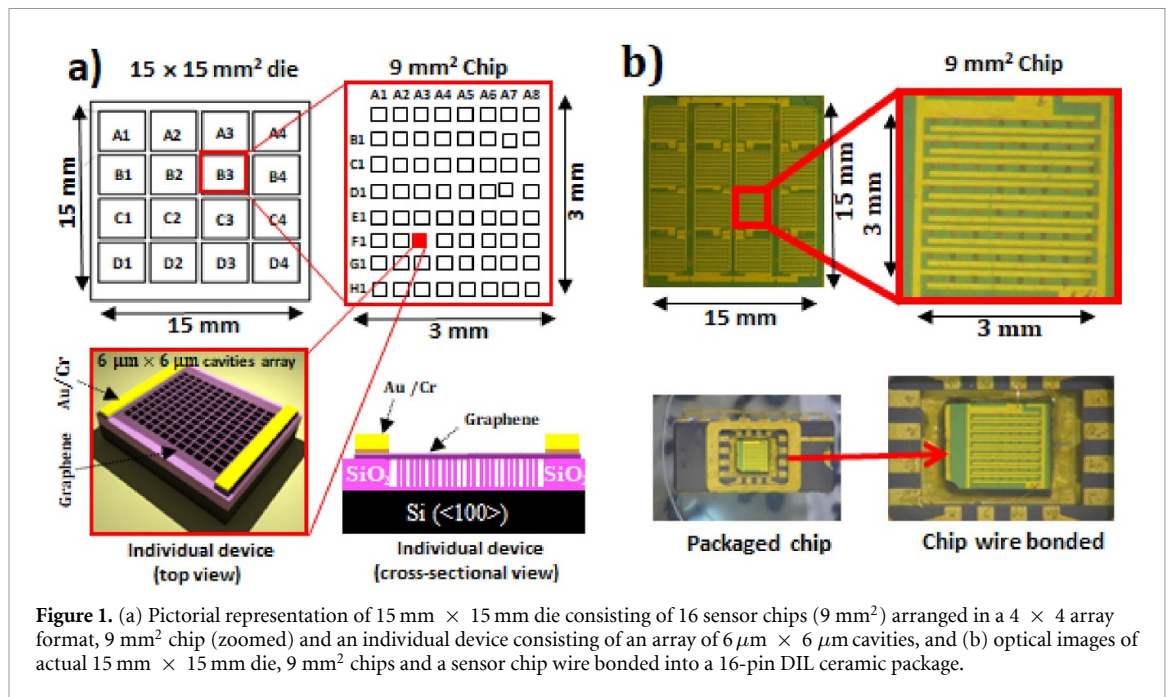 a)
15 x 15 mm² die
9 mm² Chip
15 mm
A1 A2 A3 A4
B1 B2 B3 B4
C1 C2 C3 C4
D1 D2 D3 D4
15 mm
A1 A2 A3 A4 A5 A6 A7 A8
B1
C1
D1
E1
F1
G1
H1
3 mm
3 mm
6 μm × 6 μm cavities array
Au/Cr
Graphene
Individual device
(top view)
Au /Cr
Graphene
SiO₂
SiO
Si (<100>)
Individual device
(cross-sectional view)
b)
9 mm² Chip
15 mm
3 mm
15 mm
3 mm
Packaged chip
Chip wire bonded
Figure 1. (a) Pictorial representation of 15 mm × 15 mm die consisting of 16 sensor chips (9 mm²) arranged in a 4 × 4 array
format, 9 mm² chip (zoomed) and an individual device consisting of an array of 6 μm × 6 μm cavities, and (b) optical images of
actual 15 mm × 15 mm die, 9 mm² chips and a sensor chip wire bonded into a 16-pin DIL ceramic package.